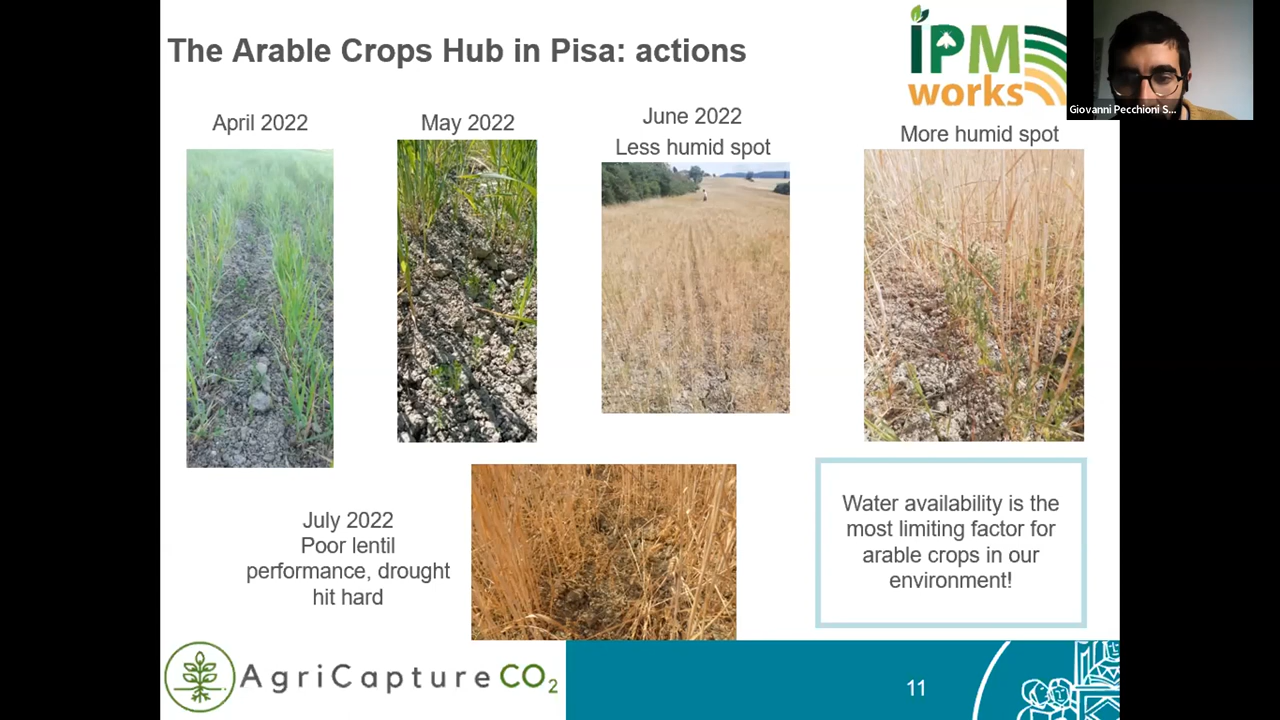 The Arable Crops Hub in Pisa: actions
IPM
works
Giovanni Pecchioni S...
April 2022
May 2022
June 2022
Less humid spot
More humid spot
July 2022
Poor lentil
performance, drought
hit hard
Water availability is the
most limiting factor for
arable crops in our
environment!
AgriCapture CO2
11